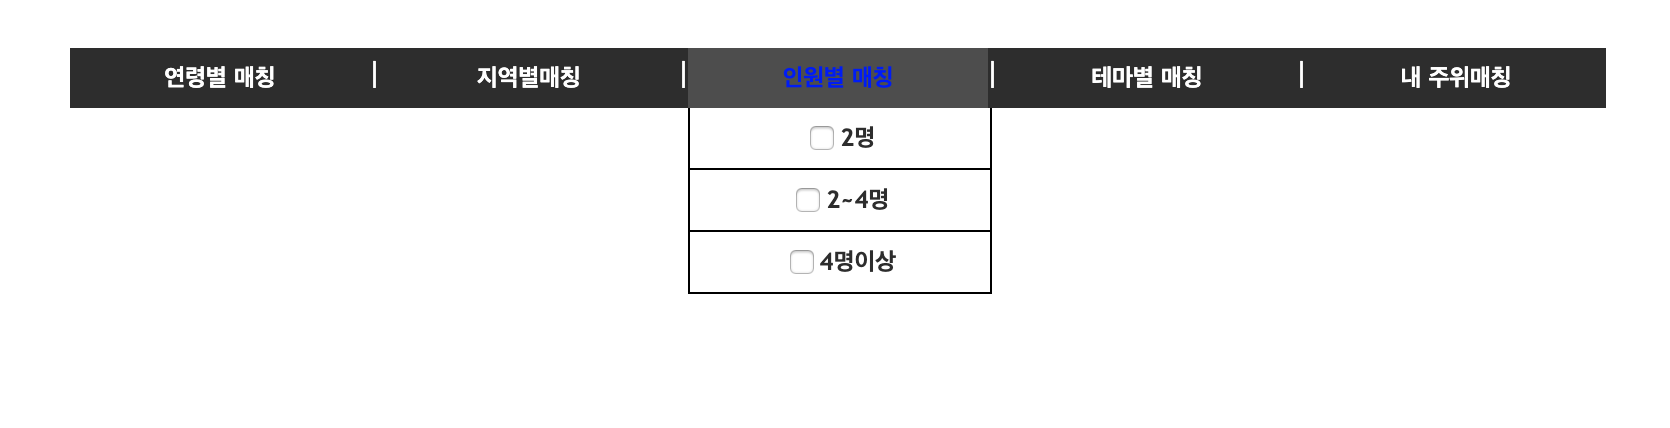 연령별 매칭 | 지역별매칭 | 인원별 매칭 | 테마별 매칭 | 내 주위매칭
2명
2~4명
4명이상